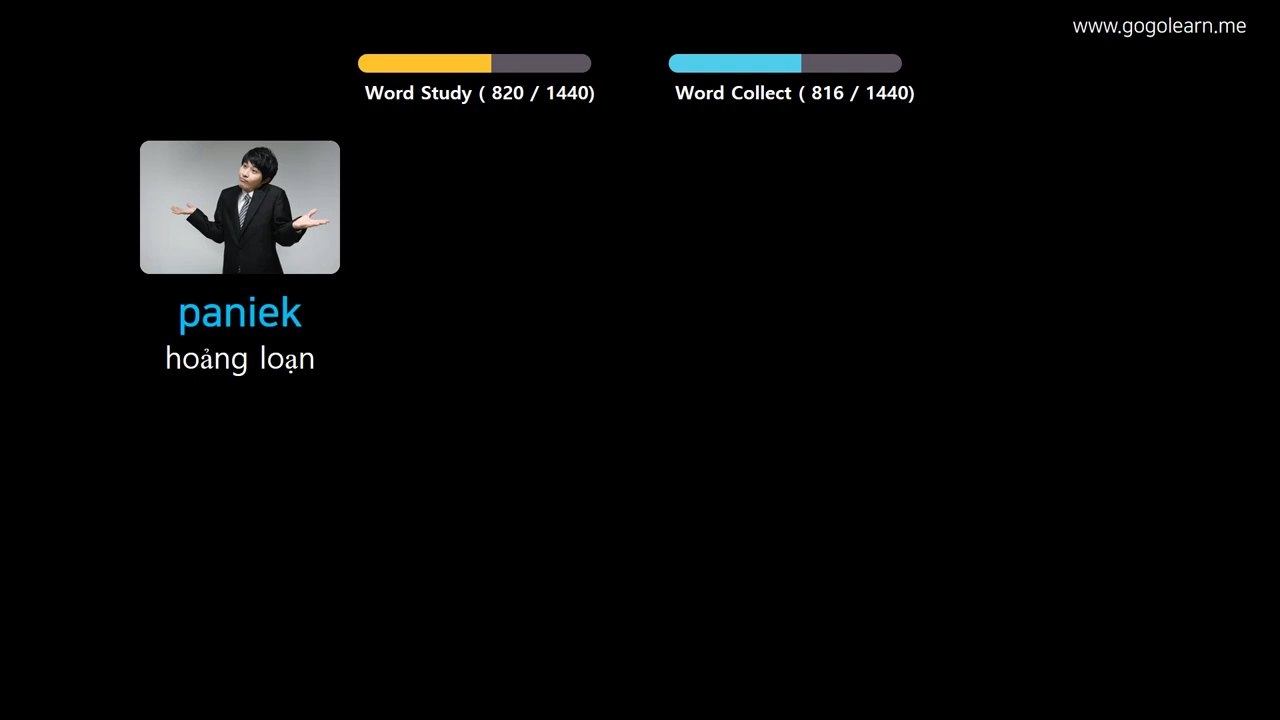 www.gogolearn.me
Word Study ( 820 / 1440)
Word Collect ( 816 / 1440)
paniek
hoảng loạn